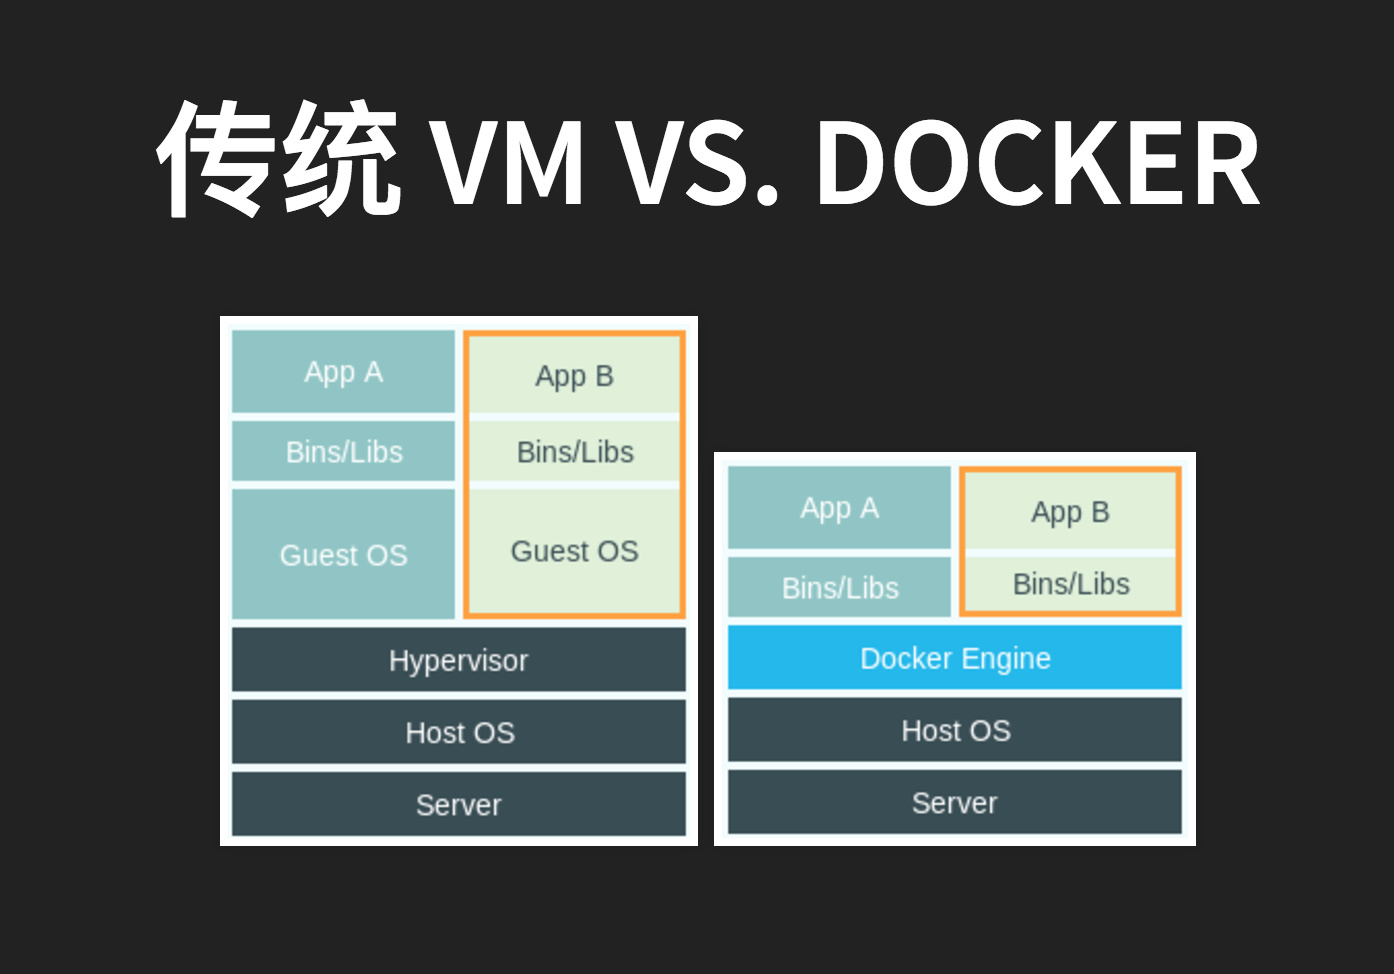 传统 VM VS. DOCKER
App A
Bins/Libs
Guest OS
App B
Bins/Libs
Guest OS
Hypervisor
Host OS
Server
App A
Bins/Libs
App B
Bins/Libs
Docker Engine
Host OS
Server